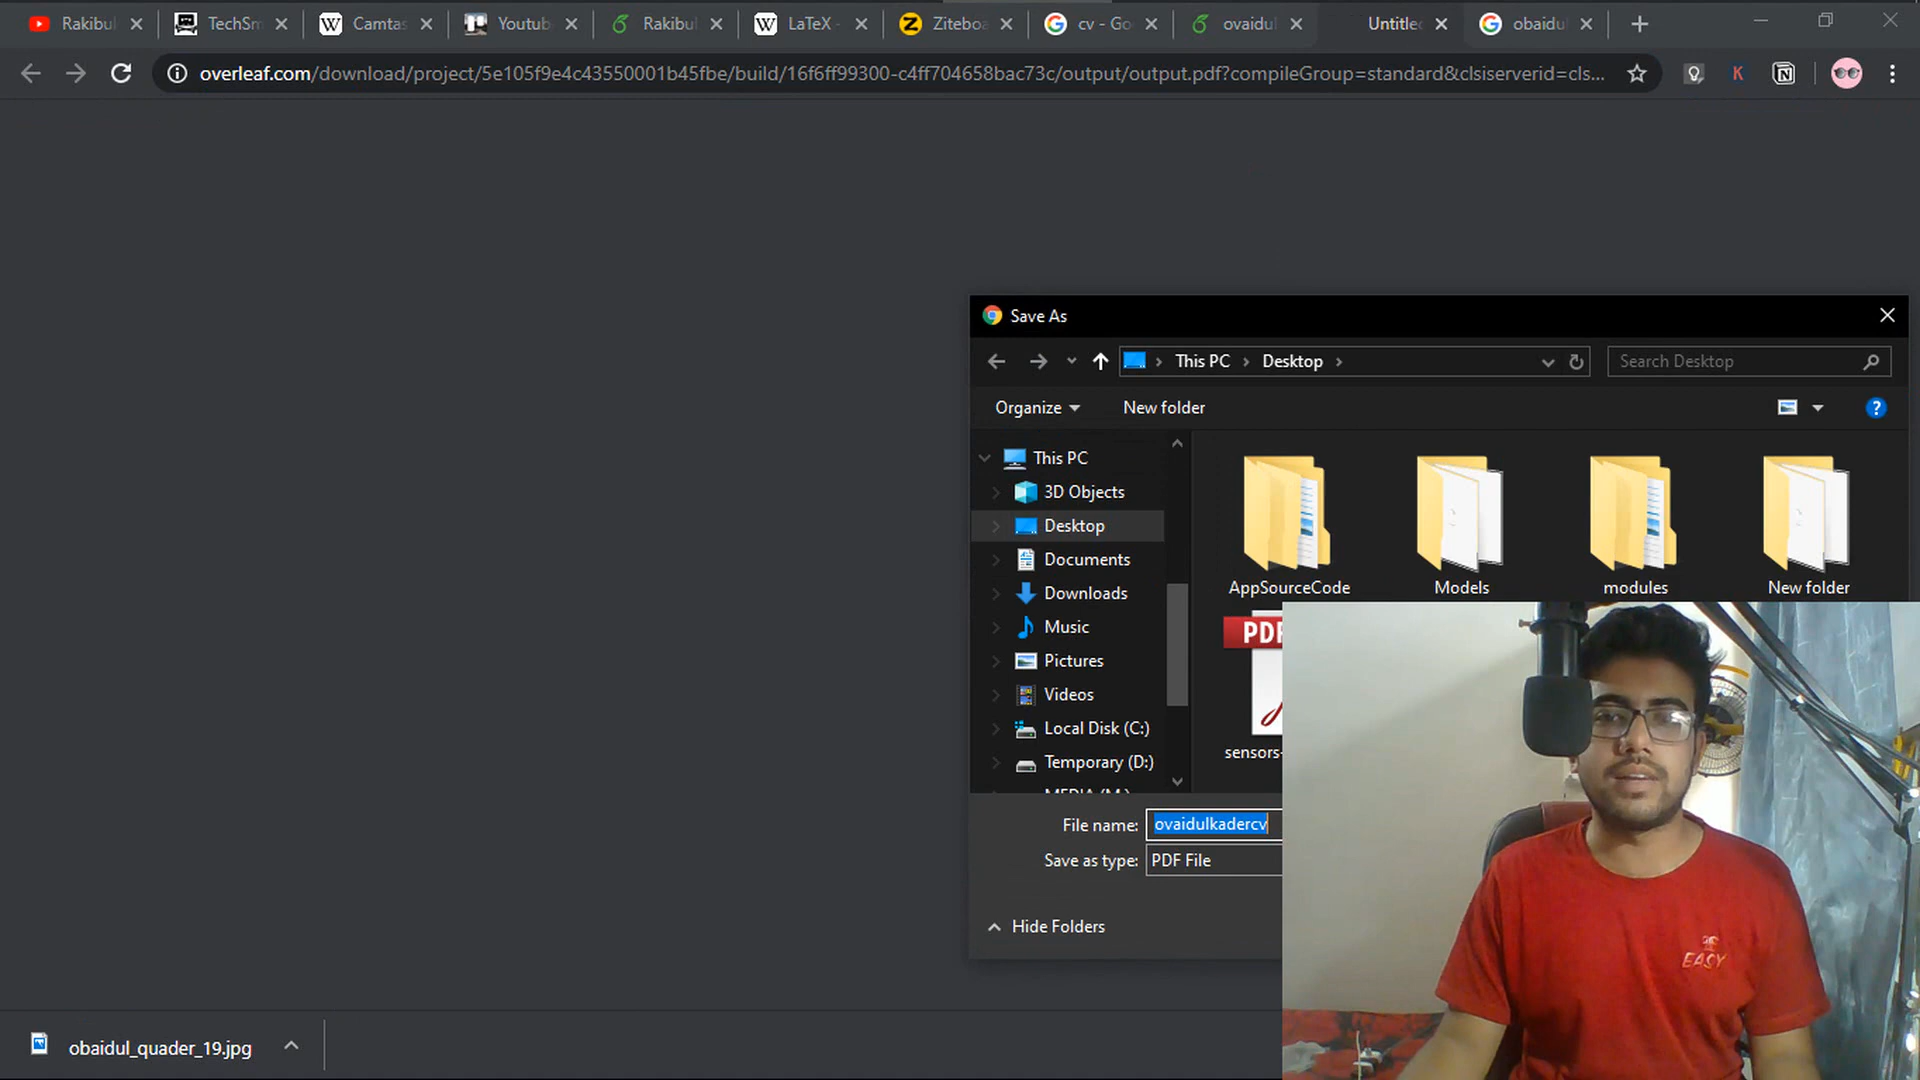 Rakibul
TechSm
Camtas
Youtub
Rakibul
LaTeX -
Ziteboa
cv - Go
ovaidul
Untitled
obaidul
overleaf.com/download/project/5e105f9e4c43550001b45fbe/build/16f6ff99300-c4ff704658bac73c/output/output.pdf?compileGroup=standard&clsiserverid=cls...
K
Save As
This PC
Desktop
Search Desktop
Organize
New folder
This PC
3D Objects
Desktop
Documents
Downloads
Music
Pictures
Videos
Local Disk (C:)
Temporary (D:)
AppSourceCode
Models
modules
New folder
PDF
sensors-
File name: ovaidulkadercv
Save as type: PDF File
Hide Folders
EASY
obaidul_quader_19.jpg